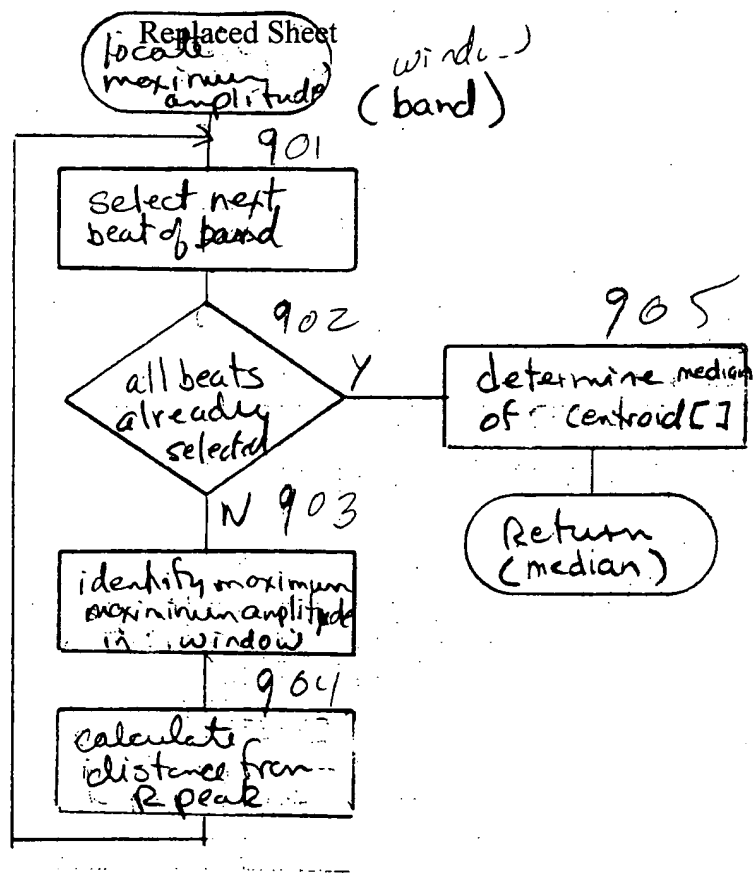 Replaced Sheet
locate
maximum
amplitude
(band)
901
select next
beat of band
902
all beats
already
selected
Y
905
determine median
of centroid[]
Return
(median)
N 903
identify maximum
amplitude
in window
904
calculate
distance from
R peak